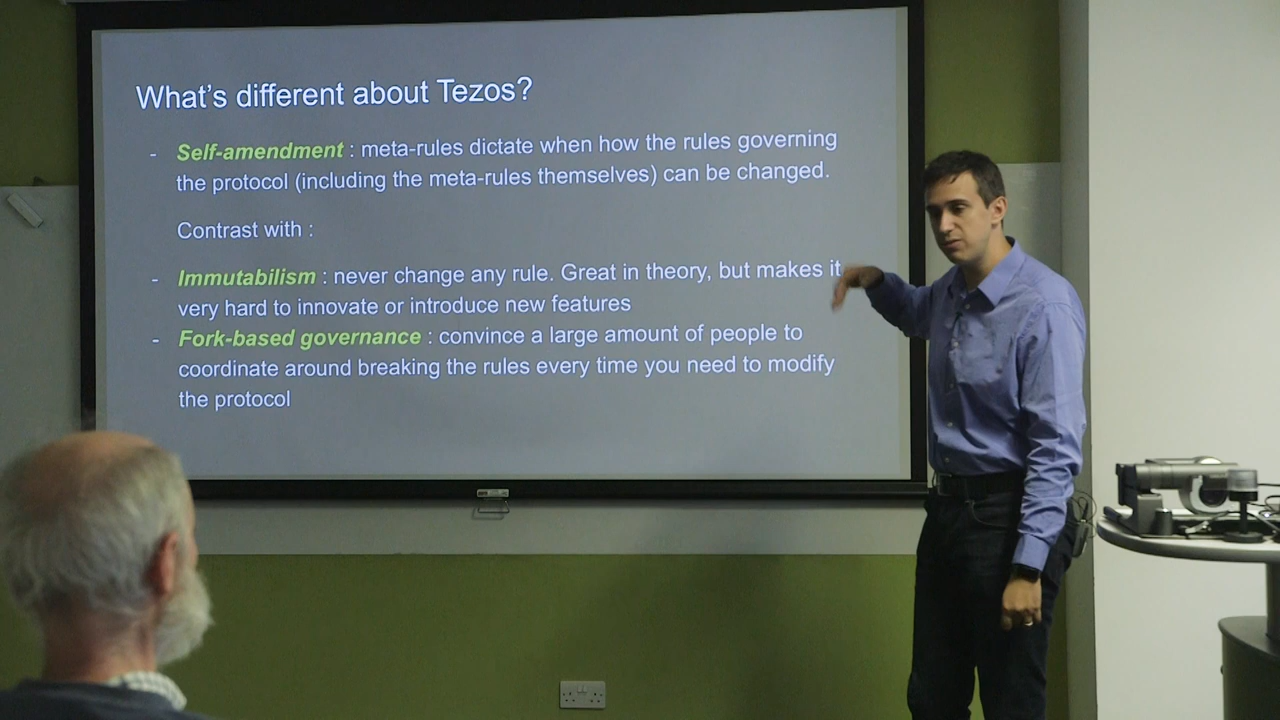 What's different about Tezos?
- Self-amendment : meta-rules dictate when how the rules governing
the protocol (including the meta-rules themselves) can be changed.
Contrast with :
- Immutabilism : never change any rule. Great in theory, but makes it
very hard to innovate or introduce new features
- Fork-based governance : convince a large amount of people to
coordinate around breaking the rules every time you need to modify
the protocol